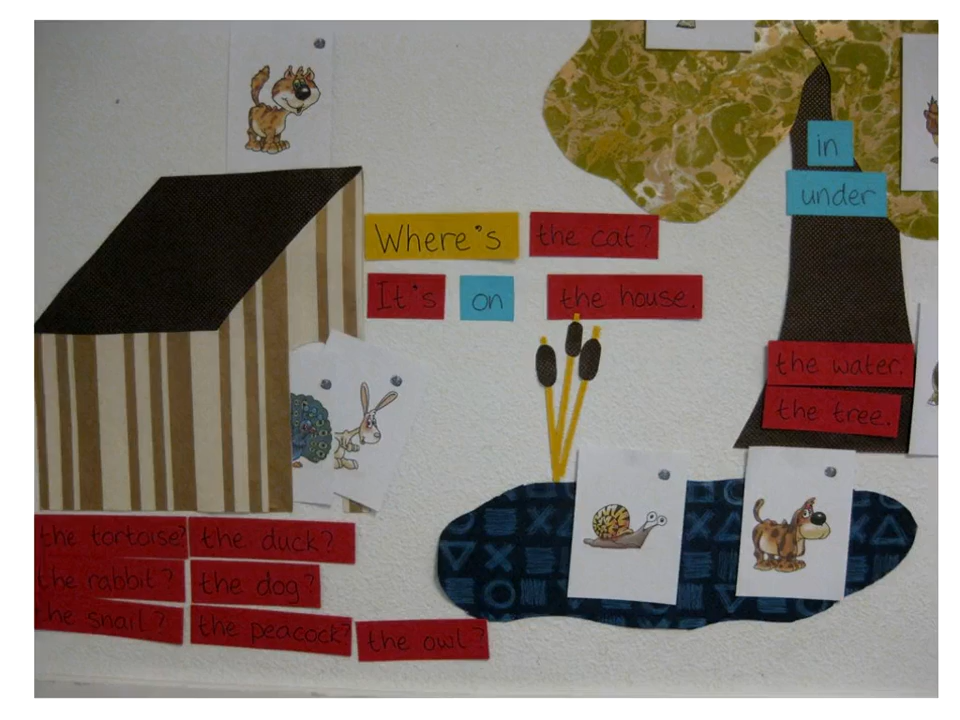 in
under
Where's the cat?
It's on the house.
the water.
the tree.
the tortoise? the duck?
the rabbit? the dog?
the snail? the peacock? the owl?